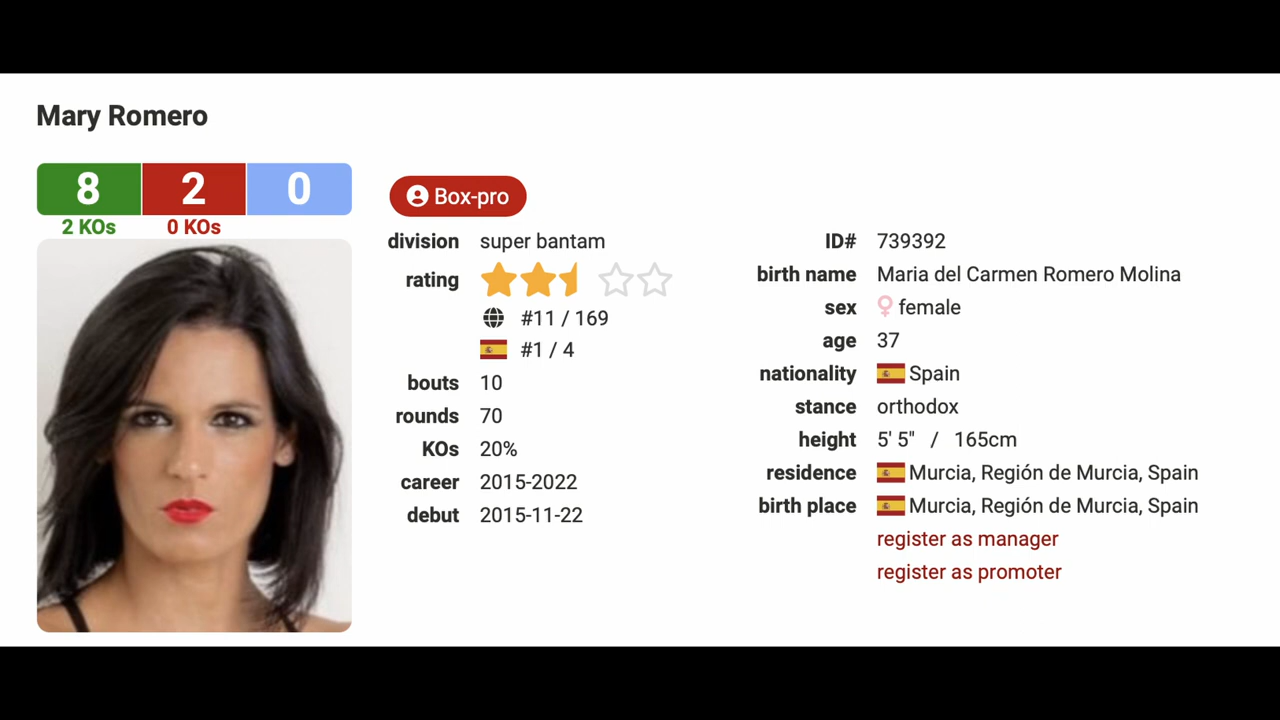 Mary Romero
8 2 0
2 KOs 0 KOs
Box-pro
division super bantam
rating
#11 / 169
#1 / 4
bouts 10
rounds 70
KOs 20%
career 2015-2022
debut 2015-11-22
ID# 739392
birth name Maria del Carmen Romero Molina
sex female
age 37
nationality Spain
stance orthodox
height 5' 5" / 165cm
residence Murcia, Región de Murcia, Spain
birth place Murcia, Región de Murcia, Spain
register as manager
register as promoter